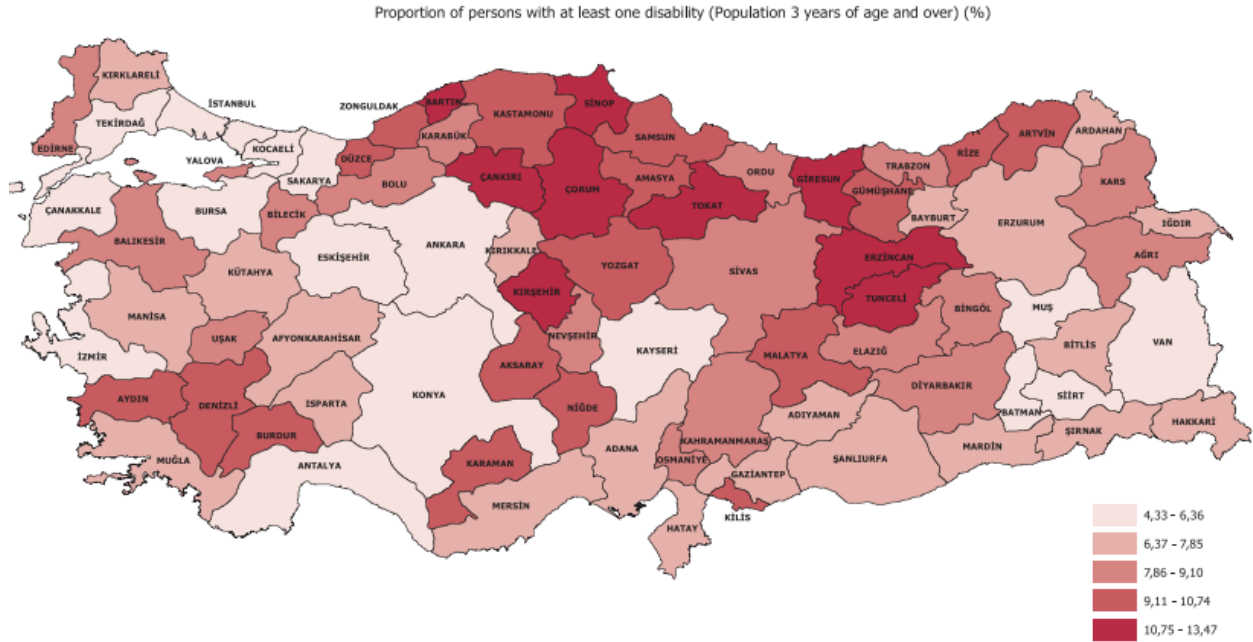 Proportion of persons with at least one disability (Population 3 years of age and over) (%)
KIRKLARELİ
İSTANBUL
ZONGULDAK
BARTIN
SİNOP
KASTAMONU
TEKİRDAĞ
KARABÜK
SAMSUN
ARTVİN
ARDAHAN
EDİRNE
KOCAELİ
YALOVA
DÜZCE
RİZE
TRABZON
SAKARYA
BOLU
ÇANKIRI
ÇORUM
AMASYA
ORDU
GİRESUN
GÜMÜŞHANE
KARS
ÇANAKKALE
BURSA
BİLECİK
TOKAT
BAYBURT
ERZURUM
IĞDIR
BALIKESİR
ANKARA
KIRIKKALE
ESKİŞEHİR
ERZİNCAN
AĞRI
KÜTAHYA
YOZGAT
SİVAS
KIRŞEHİR
TUNCELİ
MANİSA
BİNGÖL
MUŞ
UŞAK
AFYONKARAHİSAR
NEVŞEHİR
VAN
İZMİR
KAYSERİ
MALATYA
ELAZIĞ
BİTLİS
AKSARAY
DİYARBAKIR
AYDIN
DENİZLİ
ISPARTA
KONYA
NİĞDE
SİİRT
ADIYAMAN
BATMAN
HAKKARİ
BURDUR
KAHRAMANMARAŞ
ŞIRNAK
ADANA
MARDİN
MUĞLA
ANTALYA
KARAMAN
OSMANİYE
ŞANLIURFA
GAZİANTEP
MERSİN
KİLİS
HATAY
4,33 - 6,36
6,37 - 7,85
7,86 - 9,10
9,11 - 10,74
10,75 - 13,47